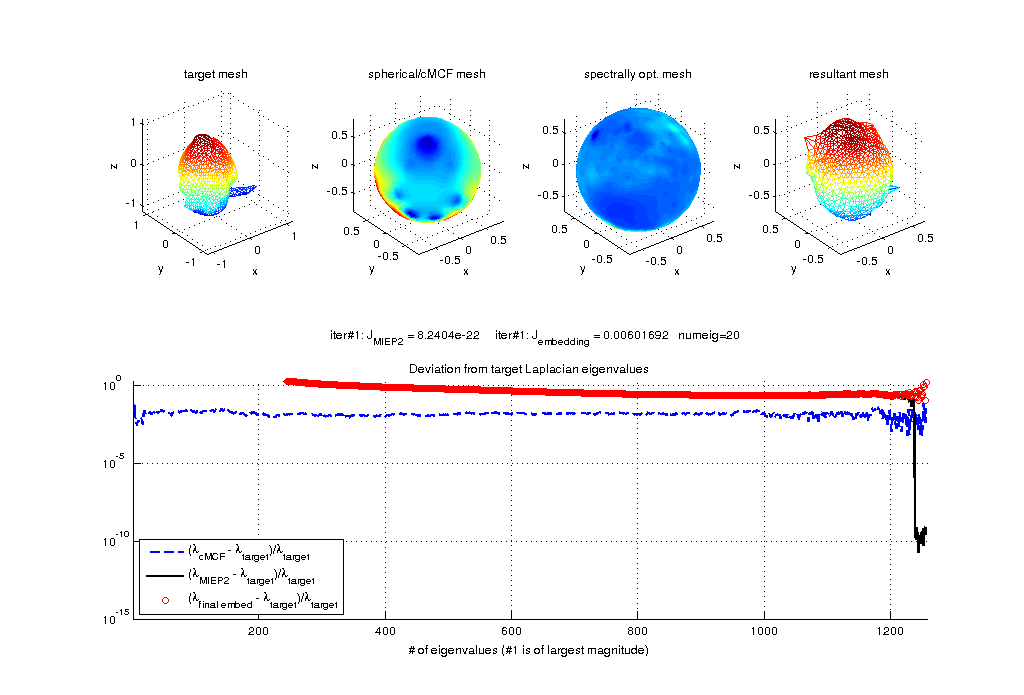 target mesh
spherical/cMCF mesh
spectrally opt. mesh
resultant mesh
1
0
-1
z
1
0
-1
y
-1
0
1
x
0.5
0
-0.5
z
0.5
0
-0.5
y
-0.5
0
0.5
x
0.5
0
-0.5
z
0.5
0
-0.5
y
-0.5
0
0.5
x
0.5
0
-0.5
z
0.5
0
-0.5
y
-0.5
0
0.5
x
iter#1: J_MIEP2 = 8.2404e-22 iter#1: J_embedding = 0.00601692 numeig=20
Deviation from target Laplacian eigenvalues
10^0
10^-5
10^-10
10^-15
(λ_cMCF - λ_target)/λ_target
(λ_MIEP2 - λ_target)/λ_target
(λ_final embed - λ_target)/λ_target
200 400 600 800 1000 1200
# of eigenvalues (#1 is of largest magnitude)